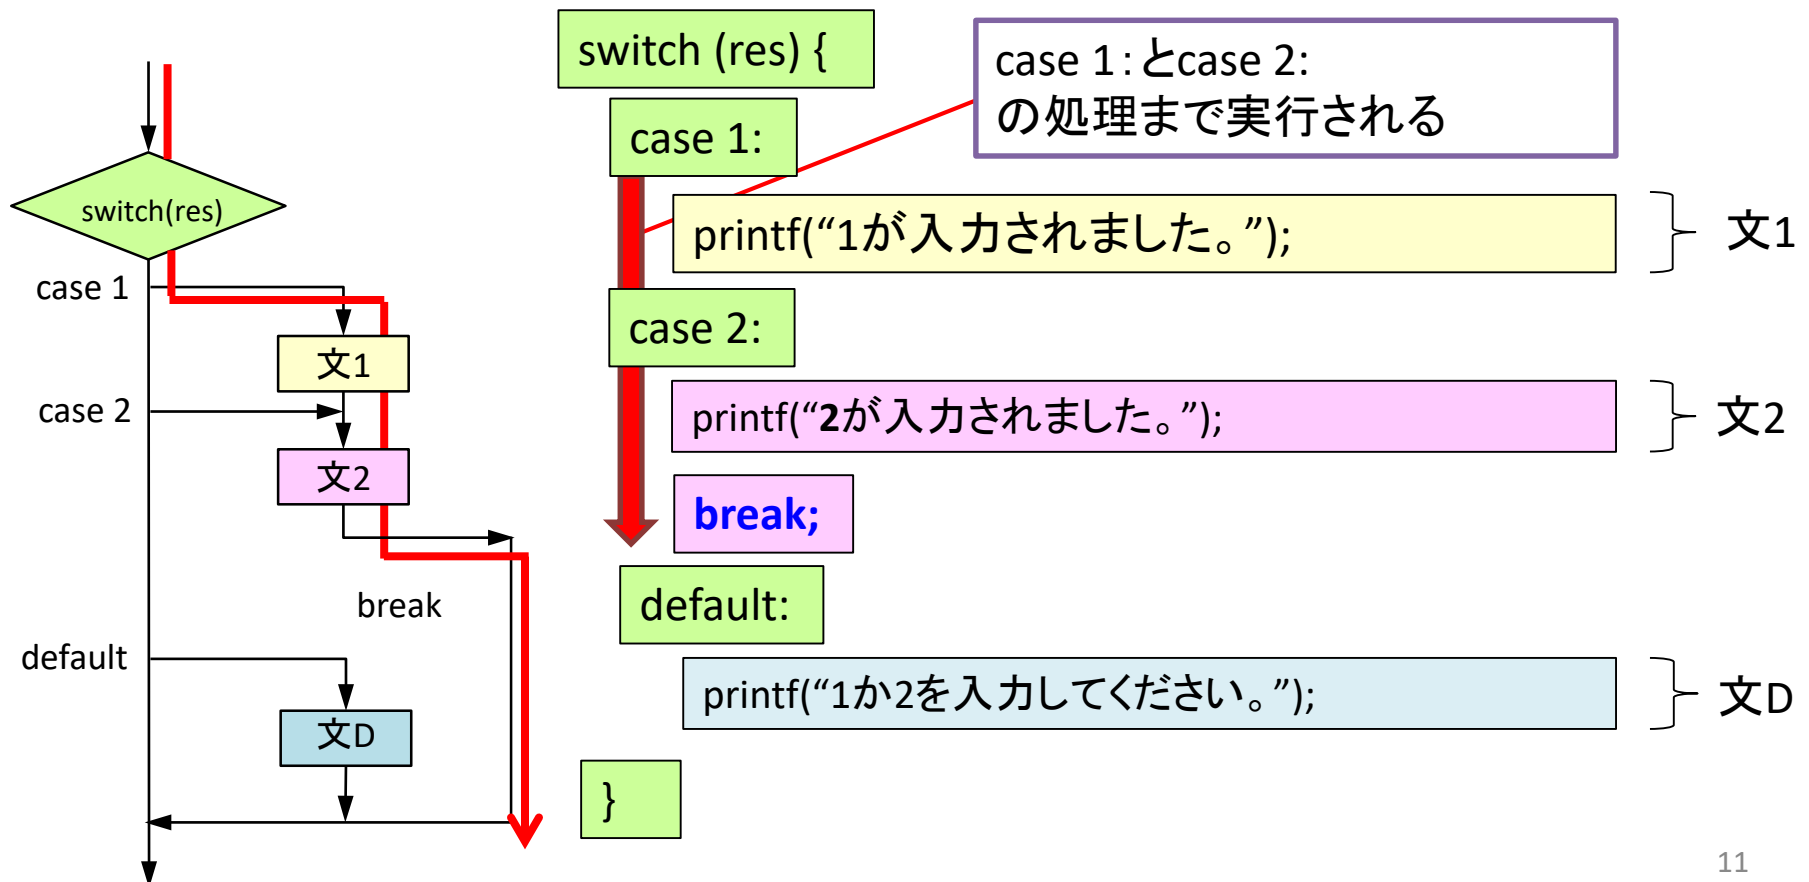 switch(res)
case 1
文1
case 2
文2
break
default
文D
switch (res) {
case 1:
case 1:とcase 2:
の処理まで実行される
printf(“1が入力されました。”);
文1
case 2:
printf(“2が入力されました。”);
文2
break;
default:
printf(“1か2を入力してください。”);
文D
}
11